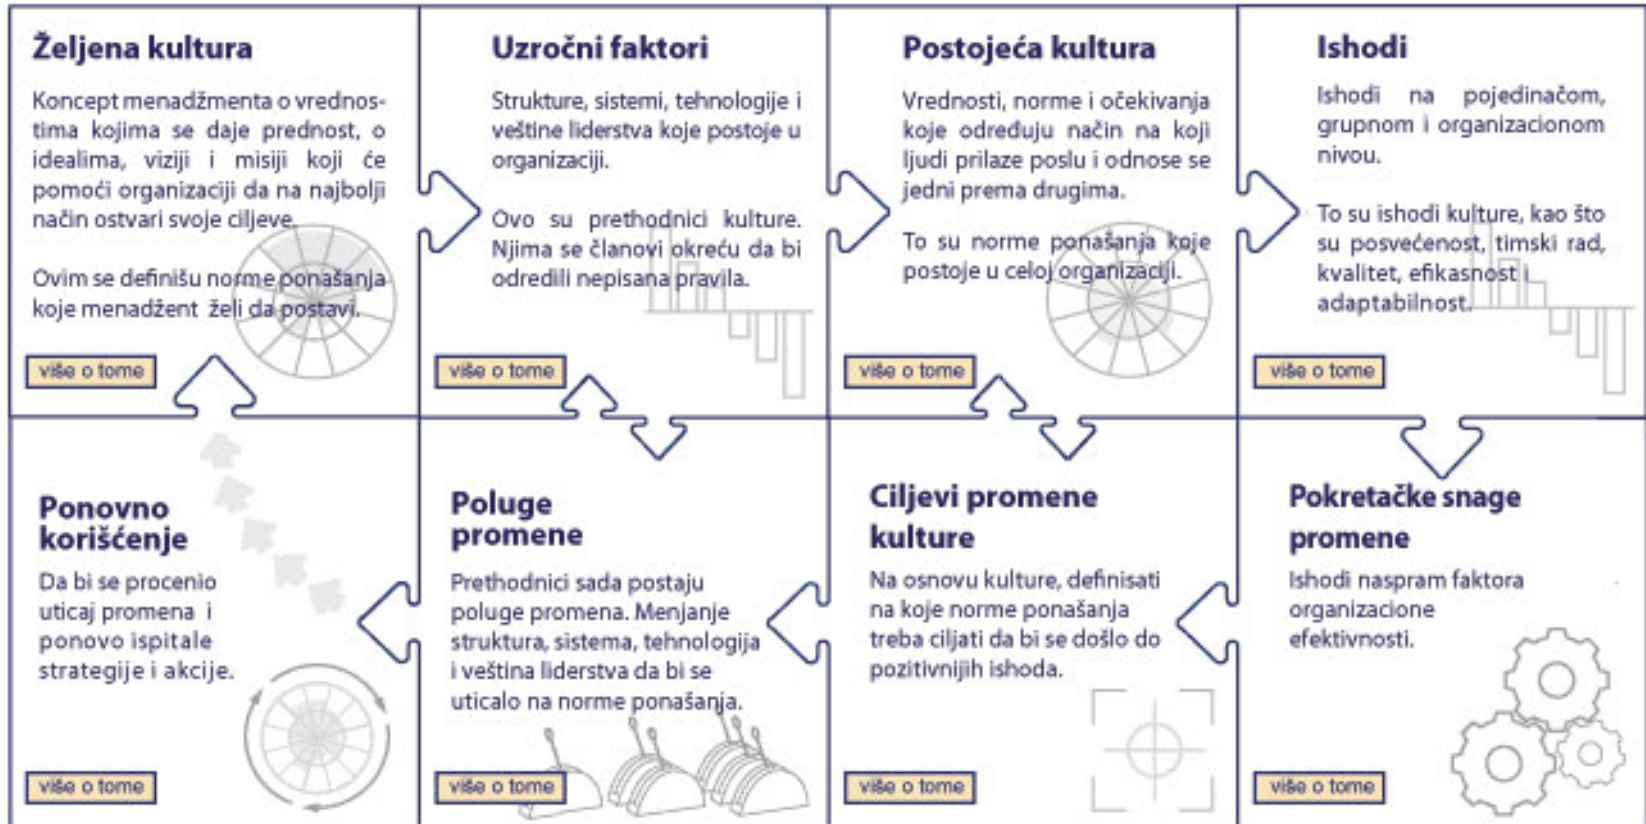 Željena kultura
Koncept menadžmenta o vrednos-
tima kojima se daje prednost, o
idealima, viziji i misiji koji će
pomoći organizaciji da na najbolji
način ostvari svoje ciljeve.
Ovim se definišu norme ponašanja
koje menadžent želi da postavi.
više o tome
Uzročni faktori
Strukture, sistemi, tehnologije i
veštine liderstva koje postoje u
organizaciji.
Ovo su prethodnici kulture.
Njima se članovi okreću da bi
odredili nepisana pravila.
više o tome
Postojeća kultura
Vrednosti, norme i očekivanja
koje određuju način na koji
ljudi prilaze poslu i odnose se
jedni prema drugima.
To su norme ponašanja koje
postoje u celoj organizaciji.
više o tome
Ishodi
Ishodi na pojedinačom,
grupnom i organizacionom
nivou.
To su ishodi kulture, kao što
su posvećenost, timski rad,
kvalitet, efikasnost i
adaptabilnost.
više o tome
Ponovno
korišćenje
Da bi se procenio
uticaj promena i
ponovo ispitale
strategije i akcije.
više o tome
Poluge
promene
Prethodnici sada postaju
poluge promena. Menjanje
struktura, sistema, tehnologija
i veština liderstva da bi se
uticalo na norme ponašanja.
više o tome
Ciljevi promene
kulture
Na osnovu kulture, definisati
na koje norme ponašanja
treba ciljati da bi se došlo do
pozitivnijih ishoda.
više o tome
Pokretačke snage
promene
Ishodi naspram faktora
organizacione
efektivnosti.
više o tome